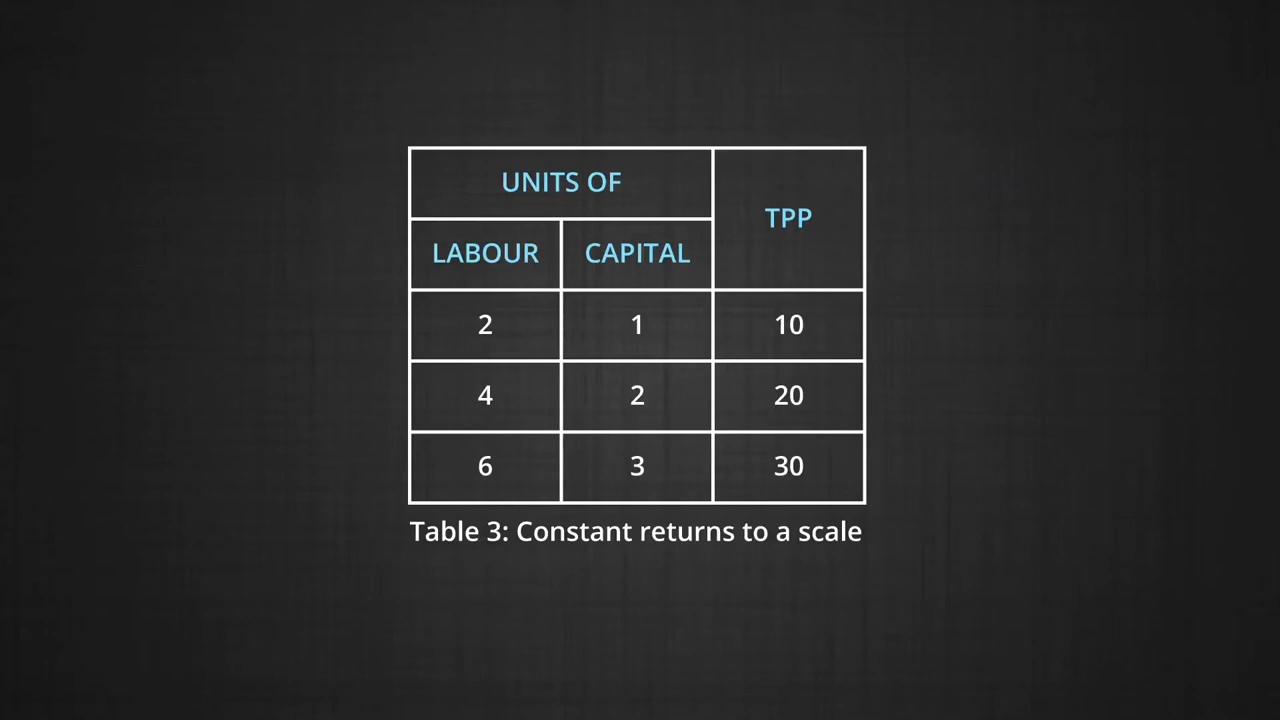 UNITS OF
TPP
LABOUR CAPITAL
2 1 10
4 2 20
6 3 30
Table 3: Constant returns to a scale